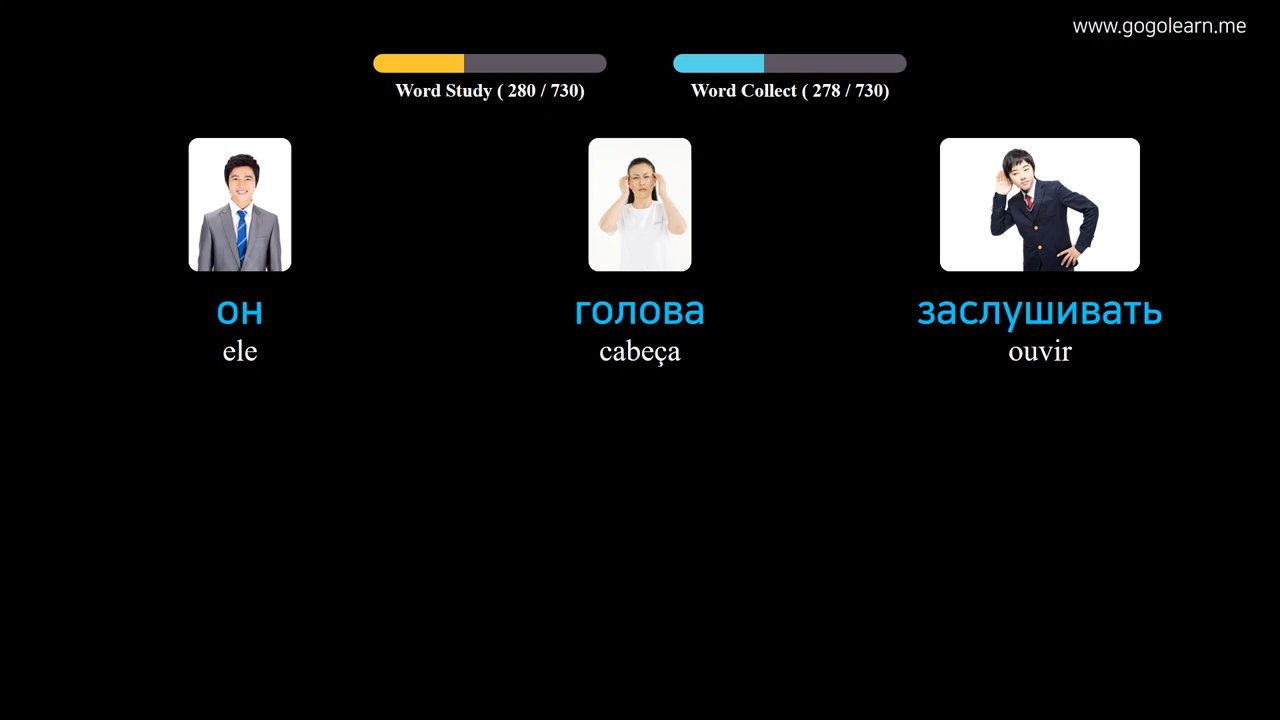 www.gogolearn.me
Word Study ( 280 / 730)
Word Collect ( 278 / 730)
он
ele
голова
cabeça
заслушивать
ouvir